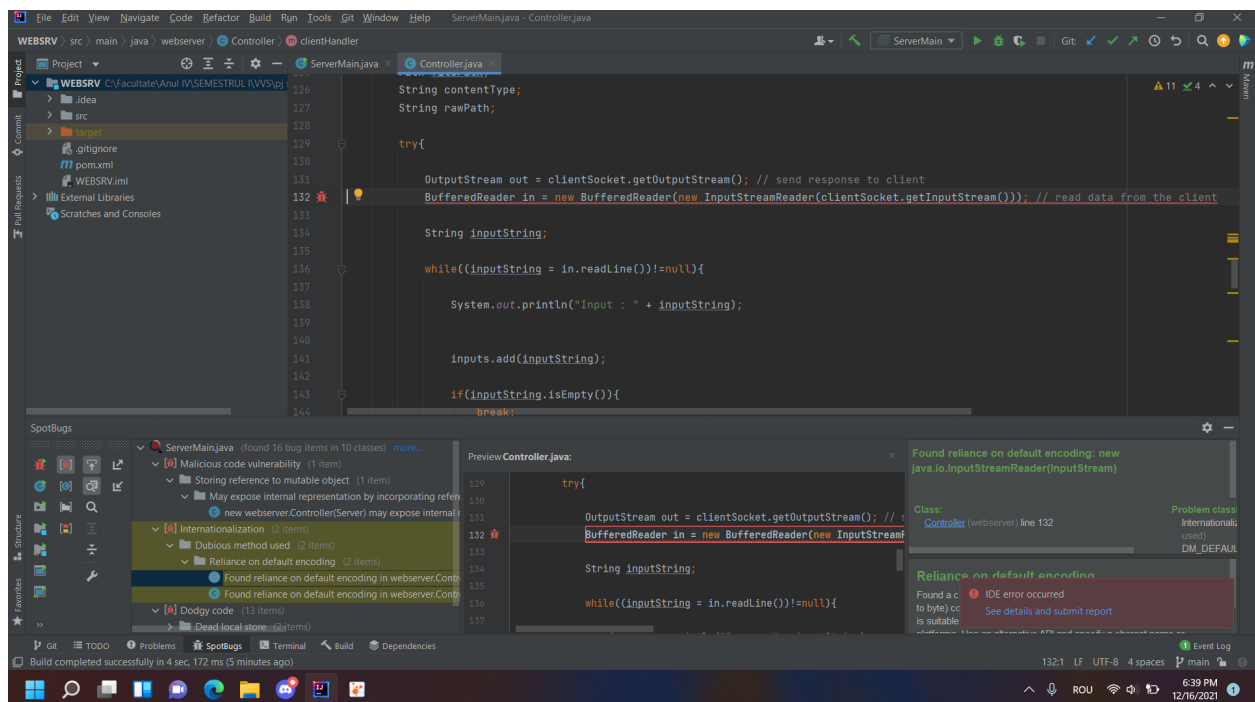 File Edit View Navigate Code Refactor Build Run Tools Git Window Help ServerMain.java - Controller.java
WEBSRV src main java webserver Controller clientHandler
ServerMain Git:
Project
ServerMain.java Controller.java
WEBSRV C:\Facultate\Anul IV\SEMESTRUL I\VVS\pj
.idea
src
target
.gitignore
pom.xml
WEBSRV.iml
External Libraries
Scratches and Consoles
Project
Commit
Pull Requests
Structure
Favorites
Maven
11 4
126 String contentType;
127 String rawPath;
128
129 try{
130
131 OutputStream out = clientSocket.getOutputStream(); // send response to client
132 BufferedReader in = new BufferedReader(new InputStreamReader(clientSocket.getInputStream())); // read data from the client
133
134 String inputString;
135
136 while((inputString = in.readLine())!=null){
137
138 System.out.println("Input : " + inputString);
139
140
141 inputs.add(inputString);
142
143 if(inputString.isEmpty()){
144 break;
SpotBugs
ServerMain.java (found 16 bug items in 10 classes) more...
Malicious code vulnerability (1 item)
Storing reference to mutable object (1 item)
May expose internal representation by incorporating refere
new webserver.Controller(Server) may expose internal r
Internationalization (2 items)
Dubious method used (2 items)
Reliance on default encoding (2 items)
Found reliance on default encoding in webserver.Contr
Found reliance on default encoding in webserver.Contr
Dodgy code (13 items)
Dead local store (2 items)
Preview Controller.java:
129 try{
130
131 OutputStream out = clientSocket.getOutputStream(); // s
132 BufferedReader in = new BufferedReader(new InputStreamR
133
134 String inputString;
135
136 while((inputString = in.readLine())!=null){
137
Found reliance on default encoding: new
java.io.InputStreamReader(InputStream)
Class:
Controller (webserver) line 132
Problem classi
Internationaliz
used)
DM_DEFAUL
Reliance on default encoding
Found a c
to byte) co
is suitable
IDE error occurred
See details and submit report
Git TODO Problems SpotBugs Terminal Build Dependencies
1 Event Log
Build completed successfully in 4 sec, 172 ms (5 minutes ago)
132:1 LF UTF-8 4 spaces main
ROU
6:39 PM
12/16/2021
1